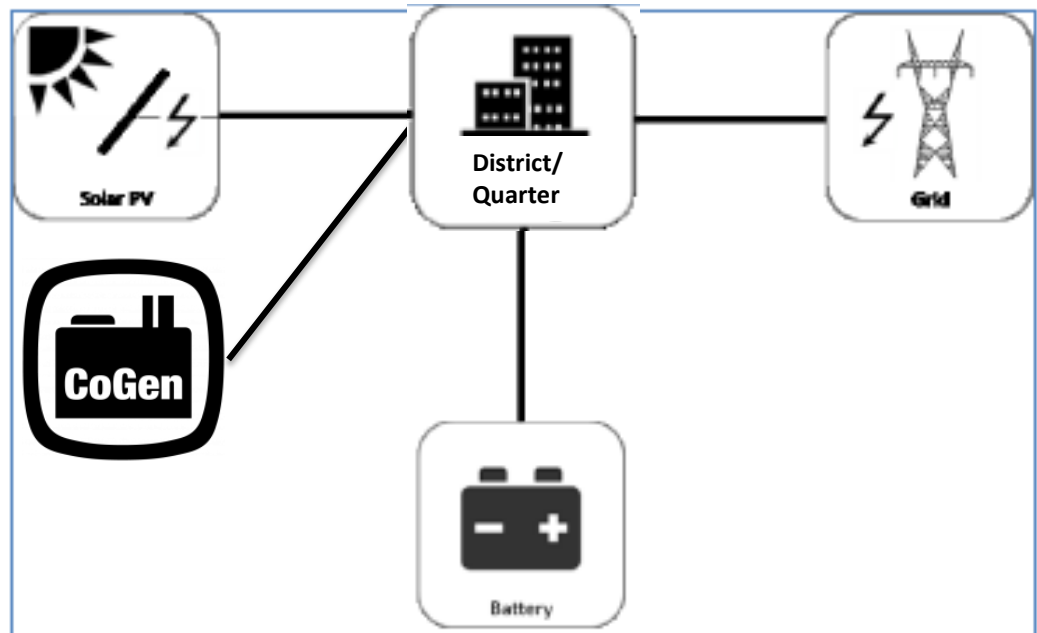 District/
Quarter
Solar PV
Grid
CoGen
Battery